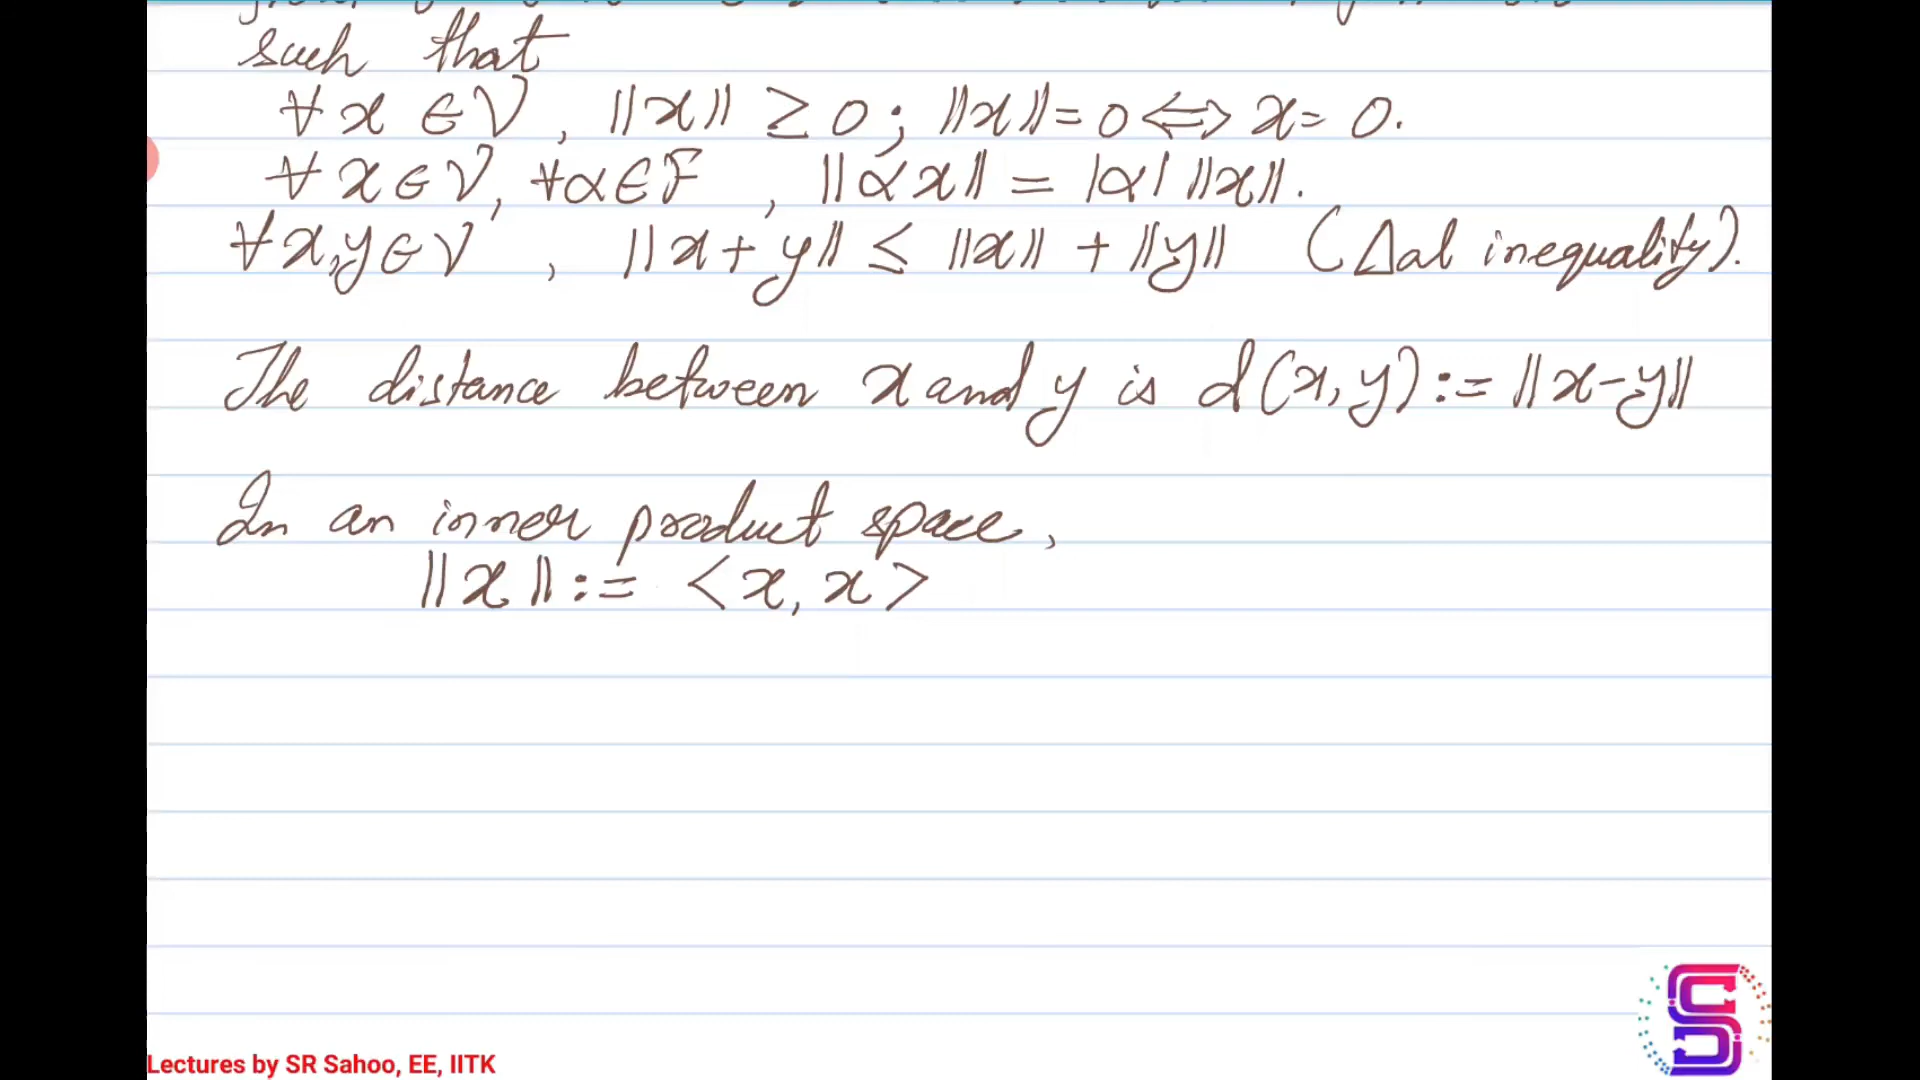 such that
∀ x ∈ V, ||x|| ≥ 0; ||x|| = 0 ⟺ x = 0.
∀ x ∈ V, ∀α ∈ F, ||αx|| = |α| ||x||.
∀x,y ∈ V, ||x + y|| ≤ ||x|| + ||y|| (Δal inequality).
The distance between x and y is d(x,y) := ||x-y||
In an inner product space,
||x|| := <x, x>
Lectures by SR Sahoo, EE, IITK